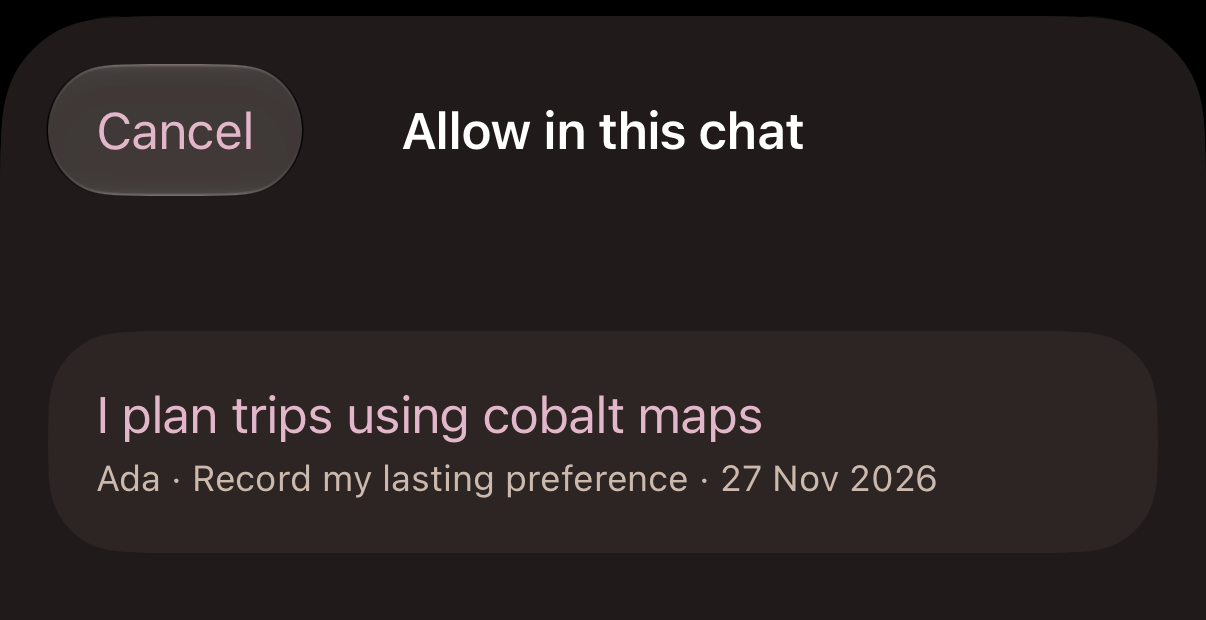 Cancel
Allow in this chat
I plan trips using cobalt maps
Ada · Record my lasting preference · 27 Nov 2026